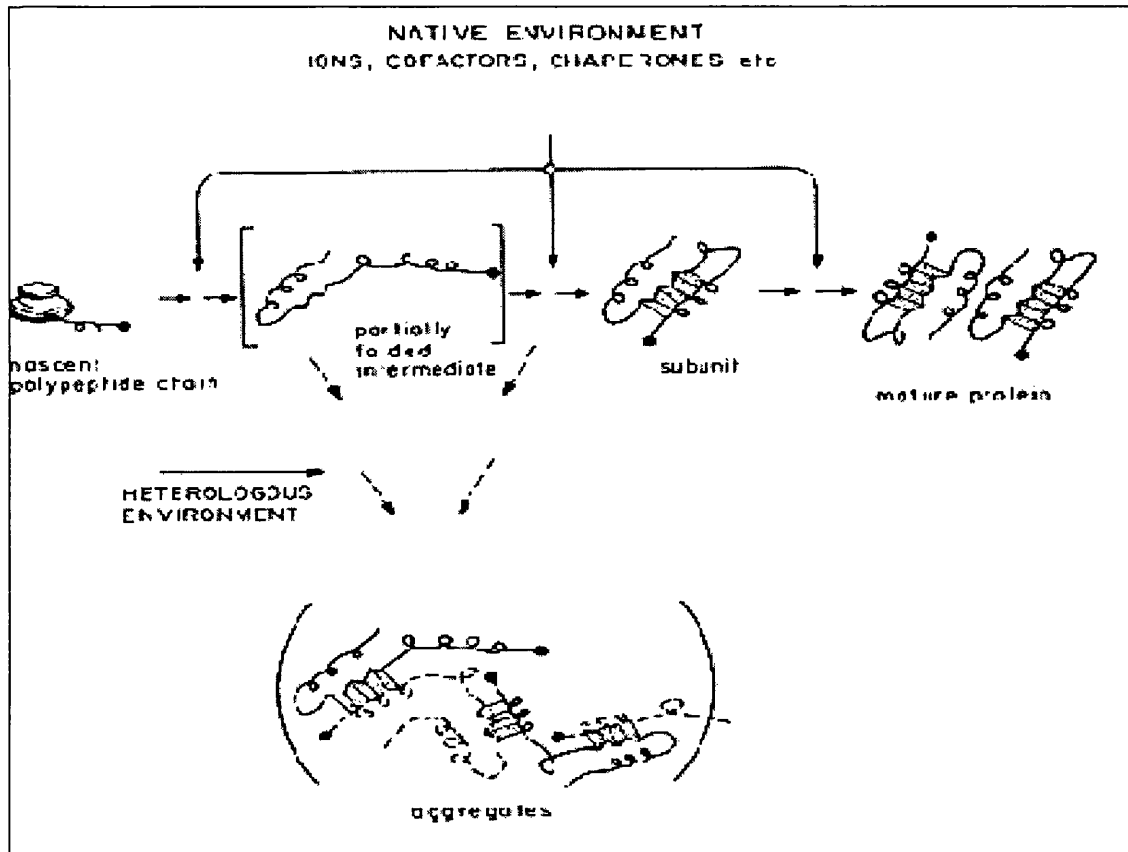 NATIVE ENVIRONMENT
IONS, COFACTORS, CHAPERONES etc
partially
folded
intermediate
nascent
polypeptide chain
subunit
mature protein
HETEROLOGOUS
ENVIRONMENT
aggregates